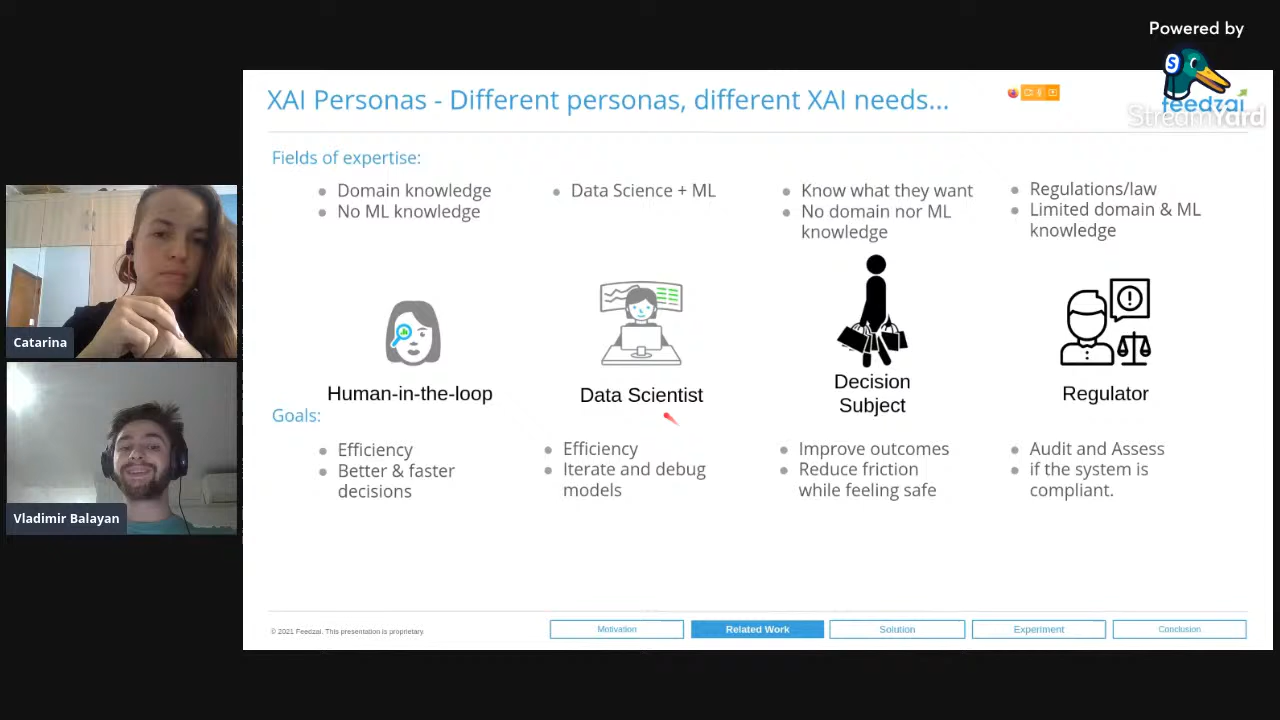 Powered by
StreamYard
feedzai
XAI Personas - Different personas, different XAI needs...
Fields of expertise:
Domain knowledge
No ML knowledge
Data Science + ML
Know what they want
No domain nor ML
knowledge
Regulations/law
Limited domain & ML
knowledge
Catarina
Vladimir Balayan
Human-in-the-loop
Data Scientist
Decision
Subject
Regulator
Goals:
Efficiency
Better & faster
decisions
Efficiency
Iterate and debug
models
Improve outcomes
Reduce friction
while feeling safe
Audit and Assess
if the system is
compliant.
© 2021 Feedzai. This presentation is proprietary.
Motivation
Related Work
Solution
Experiment
Conclusion